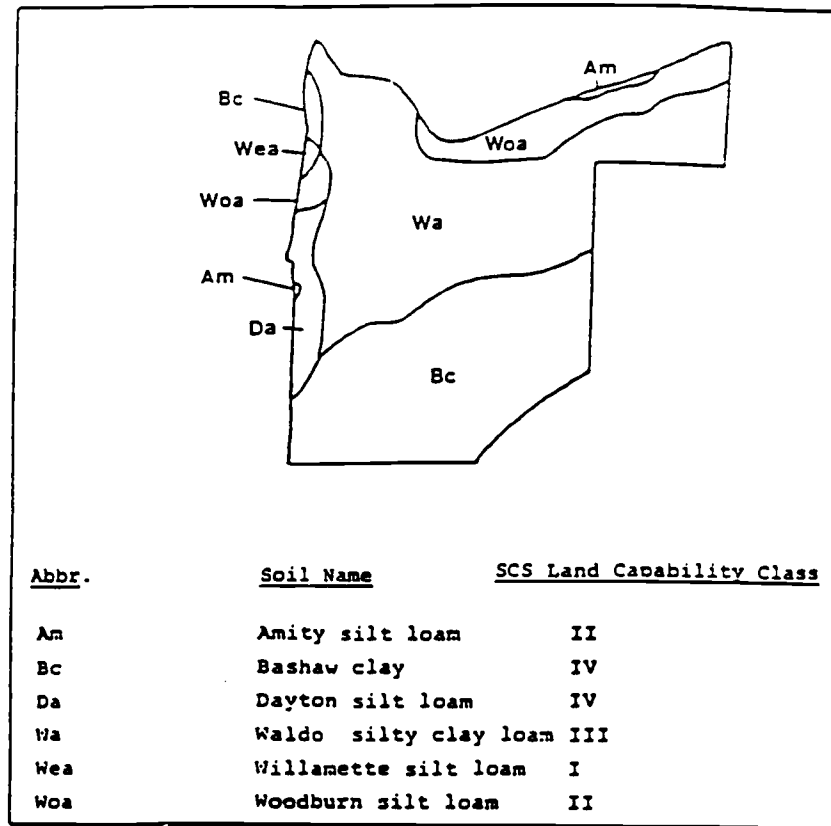 Am
Bc
Wea
Woa
Woa
Wa
Am
Da
Bc
Abbr. Soil Name SCS Land Capability Class
Am Amity silt loam II
Bc Bashaw clay IV
Da Dayton silt loam IV
Wa Waldo silty clay loam III
Wea Willamette silt loam I
Woa Woodburn silt loam II